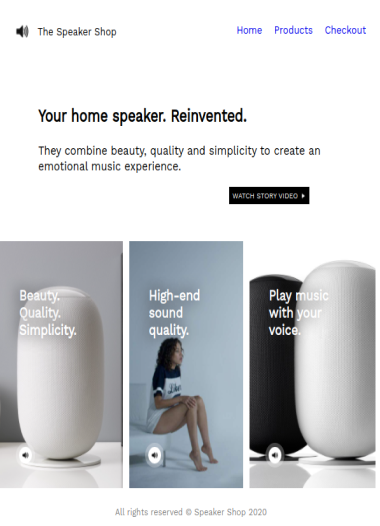 The Speaker Shop
Home Products Checkout
Your home speaker. Reinvented.
They combine beauty, quality and simplicity to create an
emotional music experience.
WATCH STORY VIDEO
Beauty.
Quality.
Simplicity.
High-end
sound
quality.
Play music
with your
voice.
All rights reserved © Speaker Shop 2020